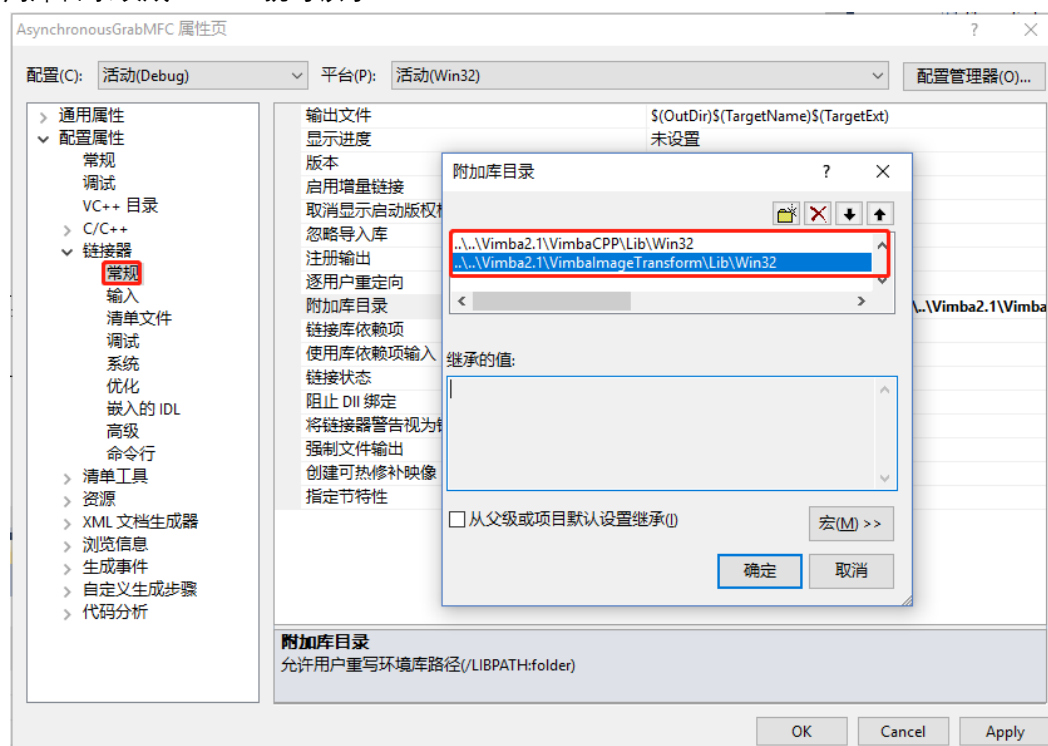 AsynchronousGrabMFC 属性页
?
配置(C): 活动(Debug) 平台(P): 活动(Win32) 配置管理器(O)...
通用属性
配置属性
常规
调试
VC++ 目录
C/C++
链接器
常规
输入
清单文件
调试
系统
优化
嵌入的 IDL
高级
命令行
清单工具
资源
XML 文档生成器
浏览信息
生成事件
自定义生成步骤
代码分析
输出文件 $(OutDir)$(TargetName)$(TargetExt)
显示进度 未设置
版本
启用增量链接
取消显示启动版权
忽略导入库
注册输出
逐用户重定向
附加库目录 \..\Vimba2.1\Vimba
链接库依赖项
使用库依赖项输入
链接状态
阻止 Dll 绑定
将链接器警告视为
强制文件输出
创建可热修补映像
指定节特性
附加库目录
?
..\..\Vimba2.1\VimbaCPP\Lib\Win32
..\..\Vimba2.1\VimbaImageTransform\Lib\Win32
继承的值:
从父级或项目默认设置继承(I)
宏(M) >>
确定 取消
附加库目录
允许用户重写环境库路径(/LIBPATH:folder)
OK Cancel Apply